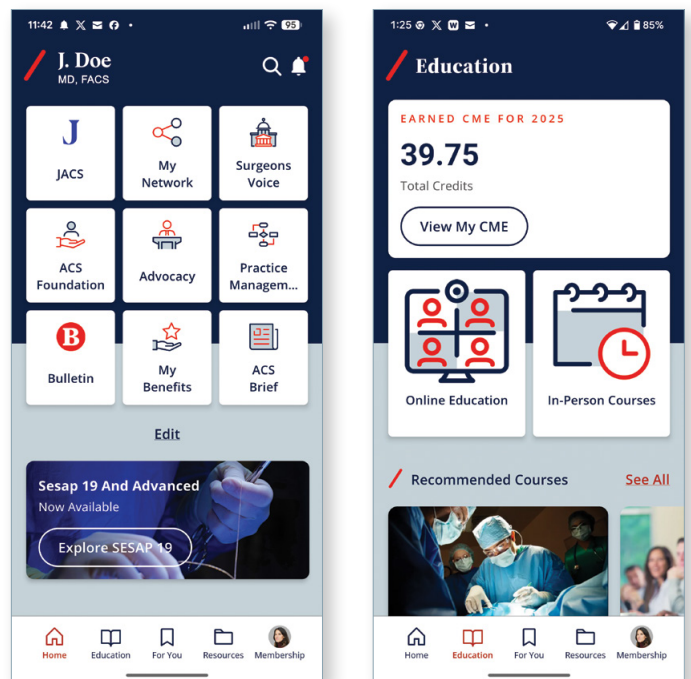 11:42
95
J. Doe
MD, FACS
J
JACS
My
Network
Surgeons
Voice
ACS
Foundation
Advocacy
Practice
Managem...
B
Bulletin
My
Benefits
ACS
Brief
Edit
Sesap 19 And Advanced
Now Available
Explore SESAP 19
Home
Education
For You
Resources
Membership
1:25
W
85%
Education
EARNED CME FOR 2025
39.75
Total Credits
View My CME
Online Education
In-Person Courses
Recommended Courses
See All
Home
Education
For You
Resources
Membership